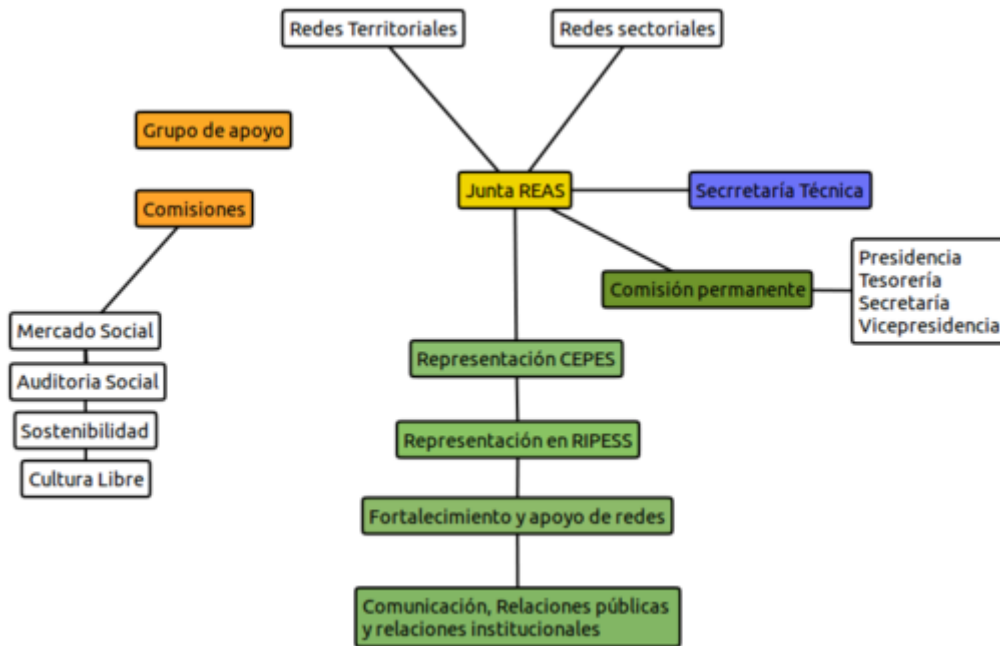 Redes Territoriales
Redes sectoriales
Grupo de apoyo
Junta REAS
Secrretaría Técnica
Comisiones
Presidencia
Tesorería
Secretaría
Vicepresidencia
Comisión permanente
Mercado Social
Representación CEPES
Auditoria Social
Sostenibilidad
Representación en RIPESS
Cultura Libre
Fortalecimiento y apoyo de redes
Comunicación, Relaciones públicas
y relaciones institucionales